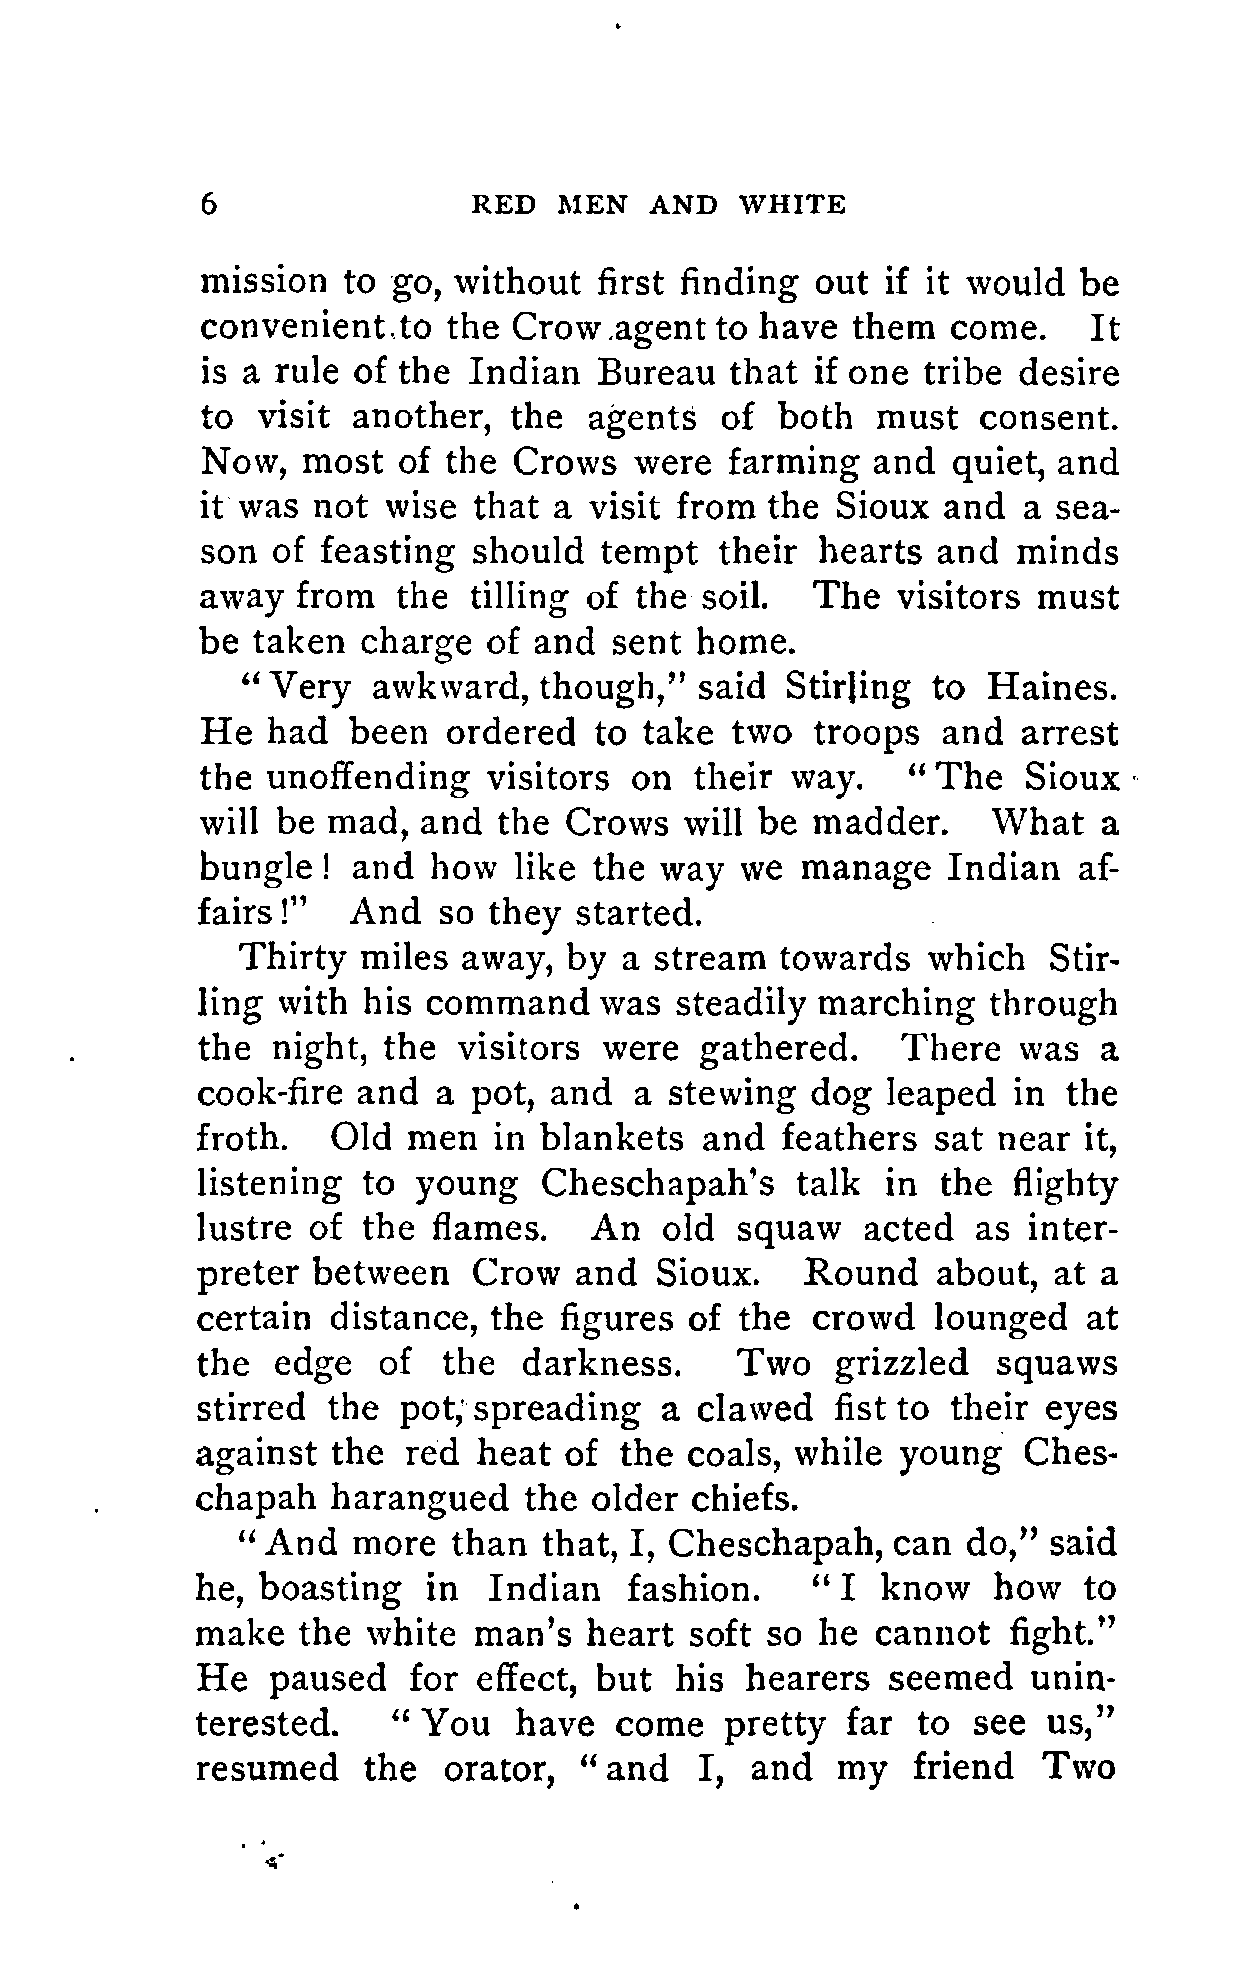 6 RED MEN AND WHITE
mission to go, without first finding out if it would be
convenient to the Crow agent to have them come. It
is a rule of the Indian Bureau that if one tribe desire
to visit another, the agents of both must consent.
Now, most of the Crows were farming and quiet, and
it was not wise that a visit from the Sioux and a sea-
son of feasting should tempt their hearts and minds
away from the tilling of the soil. The visitors must
be taken charge of and sent home.
"Very awkward, though," said Stirling to Haines.
He had been ordered to take two troops and arrest
the unoffending visitors on their way. "The Sioux
will be mad, and the Crows will be madder. What a
bungle! and how like the way we manage Indian af-
fairs!" And so they started.
Thirty miles away, by a stream towards which Stir-
ling with his command was steadily marching through
the night, the visitors were gathered. There was a
cook-fire and a pot, and a stewing dog leaped in the
froth. Old men in blankets and feathers sat near it,
listening to young Cheschapah's talk in the flighty
lustre of the flames. An old squaw acted as inter-
preter between Crow and Sioux. Round about, at a
certain distance, the figures of the crowd lounged at
the edge of the darkness. Two grizzled squaws
stirred the pot, spreading a clawed fist to their eyes
against the red heat of the coals, while young Ches-
chapah harangued the older chiefs.
"And more than that, I, Cheschapah, can do," said
he, boasting in Indian fashion. "I know how to
make the white man's heart soft so he cannot fight."
He paused for effect, but his hearers seemed unin-
terested. "You have come pretty far to see us,"
resumed the orator, "and I, and my friend Two